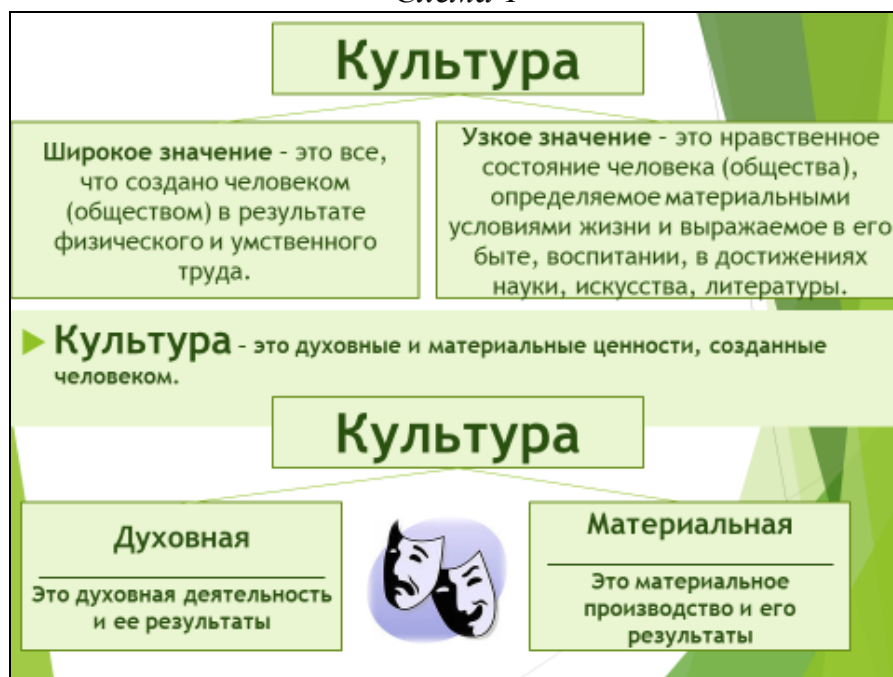 Культура
Широкое значение – это все,
что создано человеком
(обществом) в результате
физического и умственного
труда.
Узкое значение – это нравственное
состояние человека (общества),
определяемое материальными
условиями жизни и выражаемое в его
быте, воспитании, в достижениях
науки, искусства, литературы.
Культура – это духовные и материальные ценности, созданные
человеком.
Культура
Духовная
Это духовная деятельность
и ее результаты
Материальная
Это материальное
производство и его
результаты